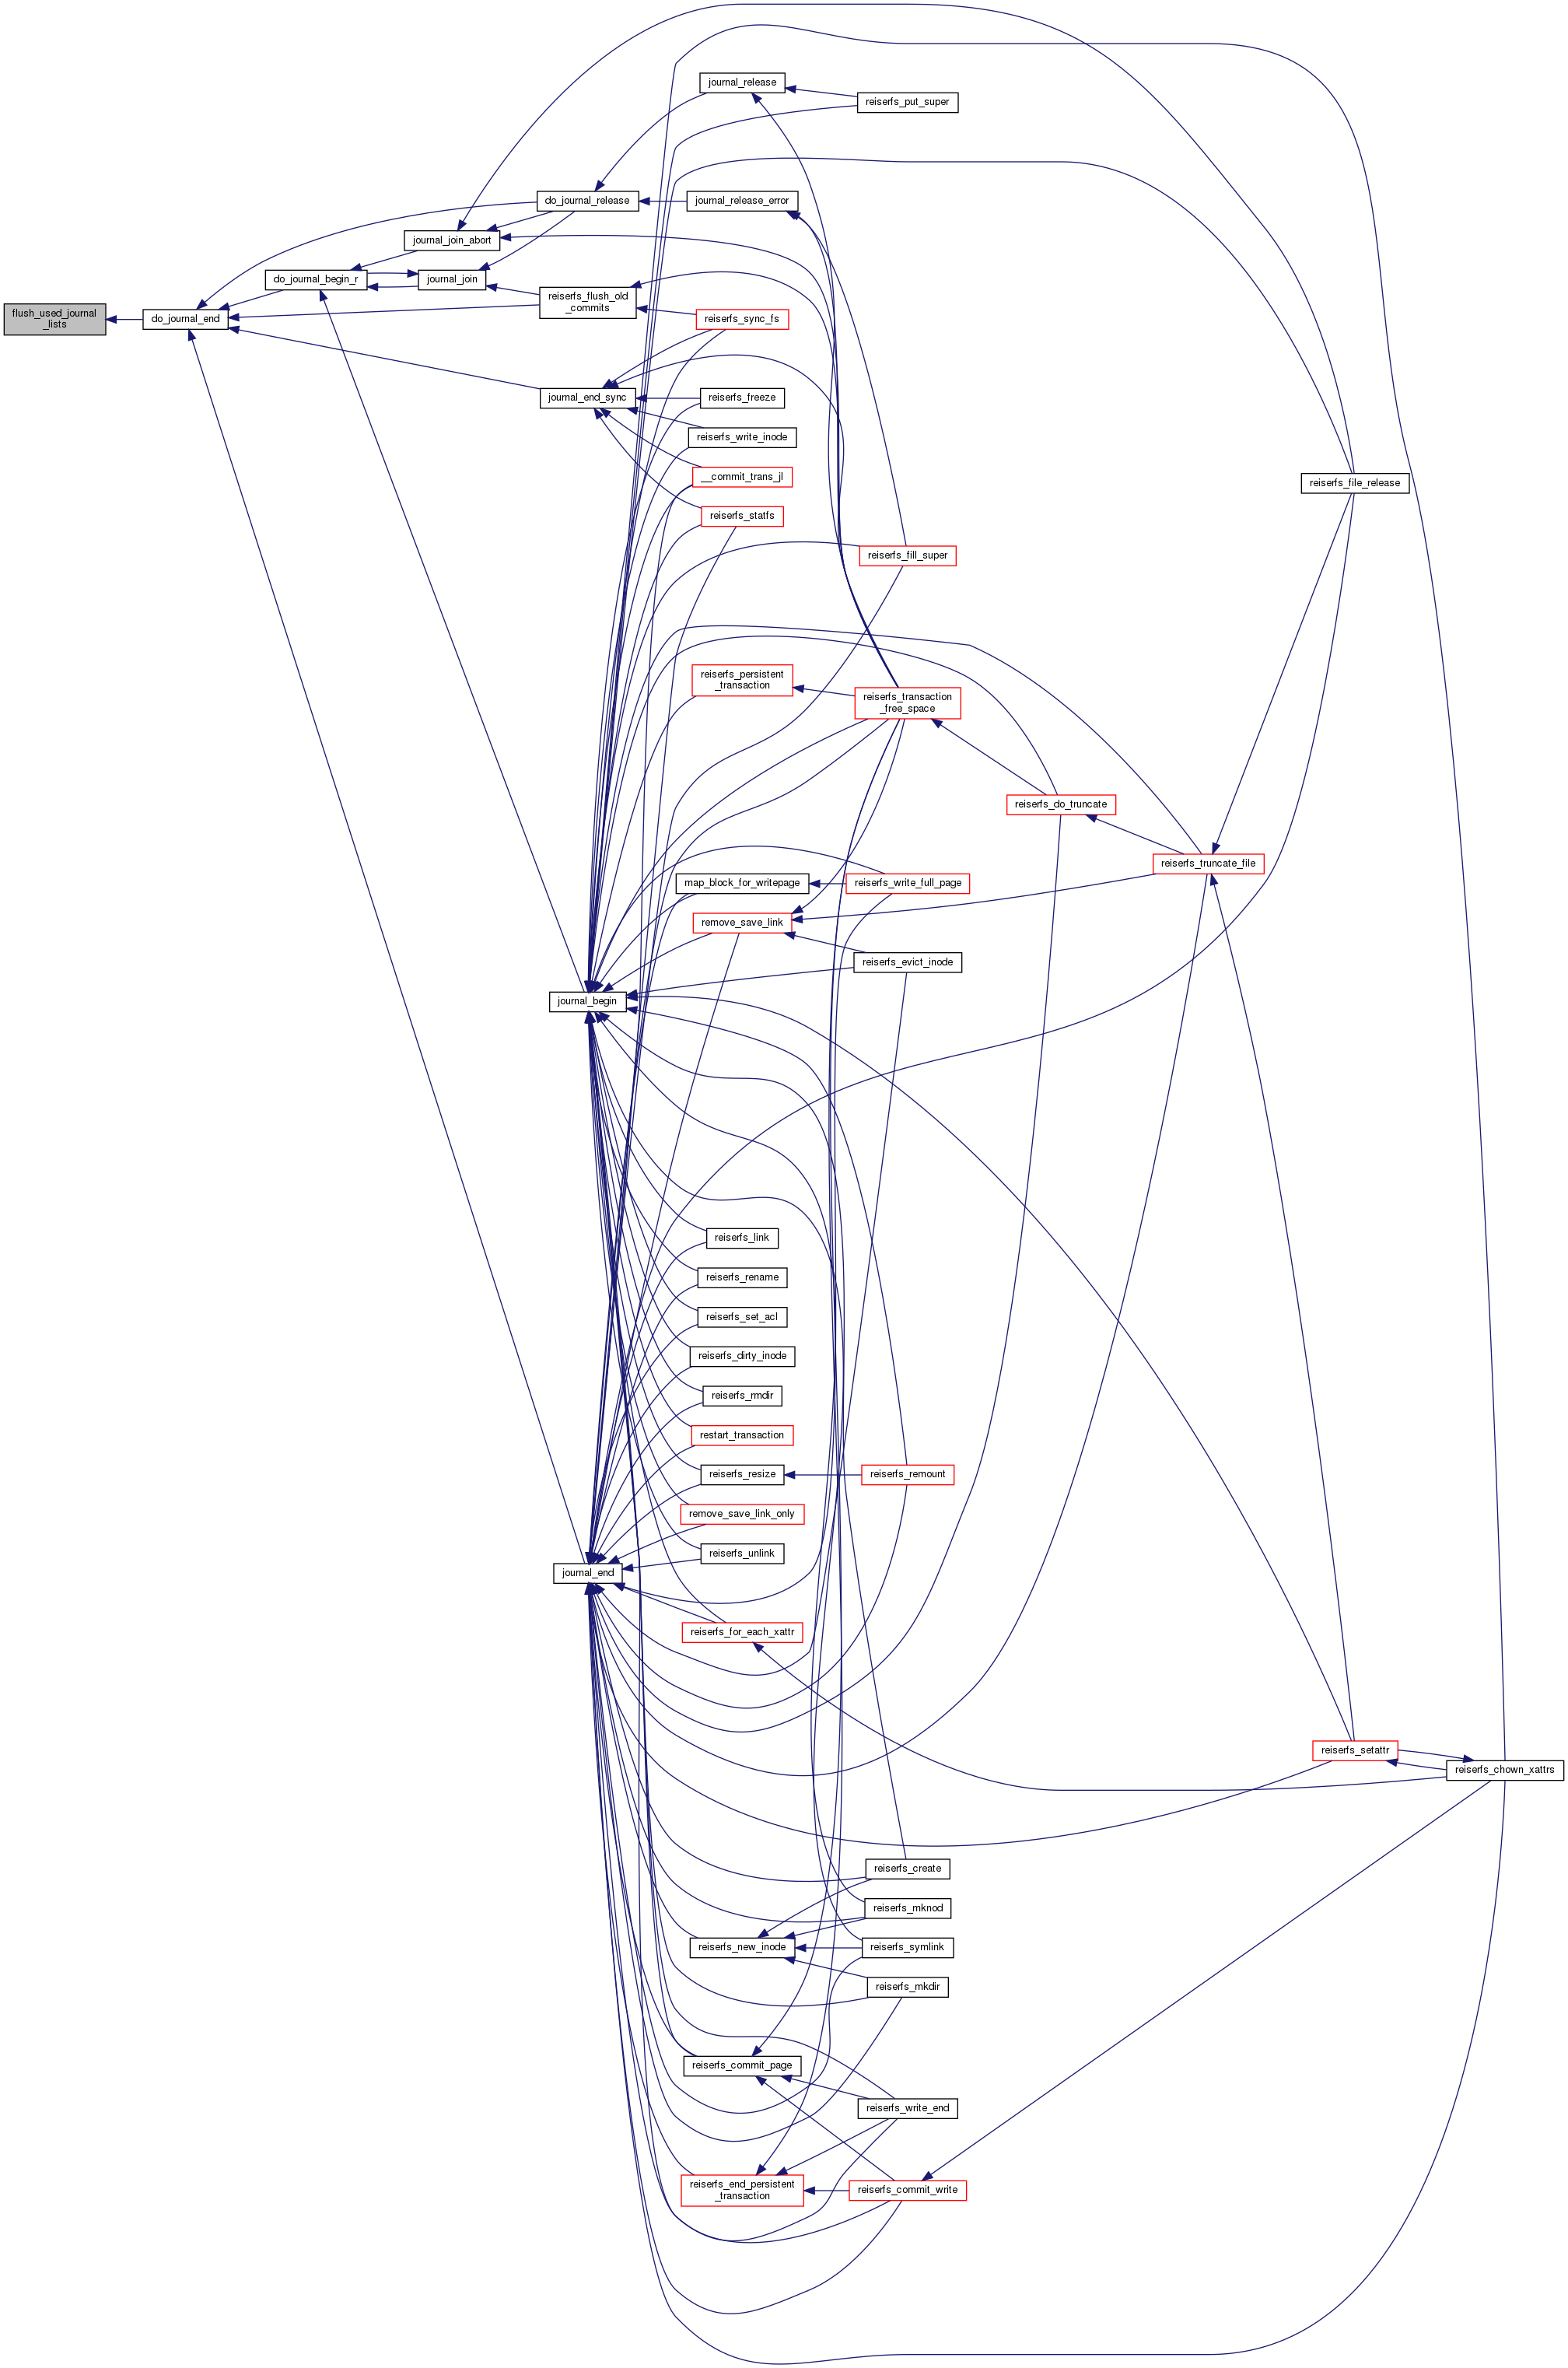 journal_release
reiserfs_put_super
do_journal_release
journal_release_error
journal_join_abort
do_journal_begin_r
journal_join
reiserfs_flush_old
_commits
flush_used_journal
_lists
do_journal_end
reiserfs_sync_fs
journal_end_sync
reiserfs_freeze
reiserfs_write_inode
__commit_trans_jl
reiserfs_file_release
reiserfs_statfs
reiserfs_fill_super
reiserfs_persistent
_transaction
reiserfs_transaction
_free_space
reiserfs_do_truncate
reiserfs_truncate_file
map_block_for_writepage
reiserfs_write_full_page
remove_save_link
reiserfs_evict_inode
journal_begin
reiserfs_link
reiserfs_rename
reiserfs_set_acl
reiserfs_dirty_inode
reiserfs_rmdir
restart_transaction
reiserfs_resize
reiserfs_remount
remove_save_link_only
reiserfs_unlink
journal_end
reiserfs_for_each_xattr
reiserfs_setattr
reiserfs_chown_xattrs
reiserfs_create
reiserfs_mknod
reiserfs_new_inode
reiserfs_symlink
reiserfs_mkdir
reiserfs_commit_page
reiserfs_write_end
reiserfs_end_persistent
_transaction
reiserfs_commit_write